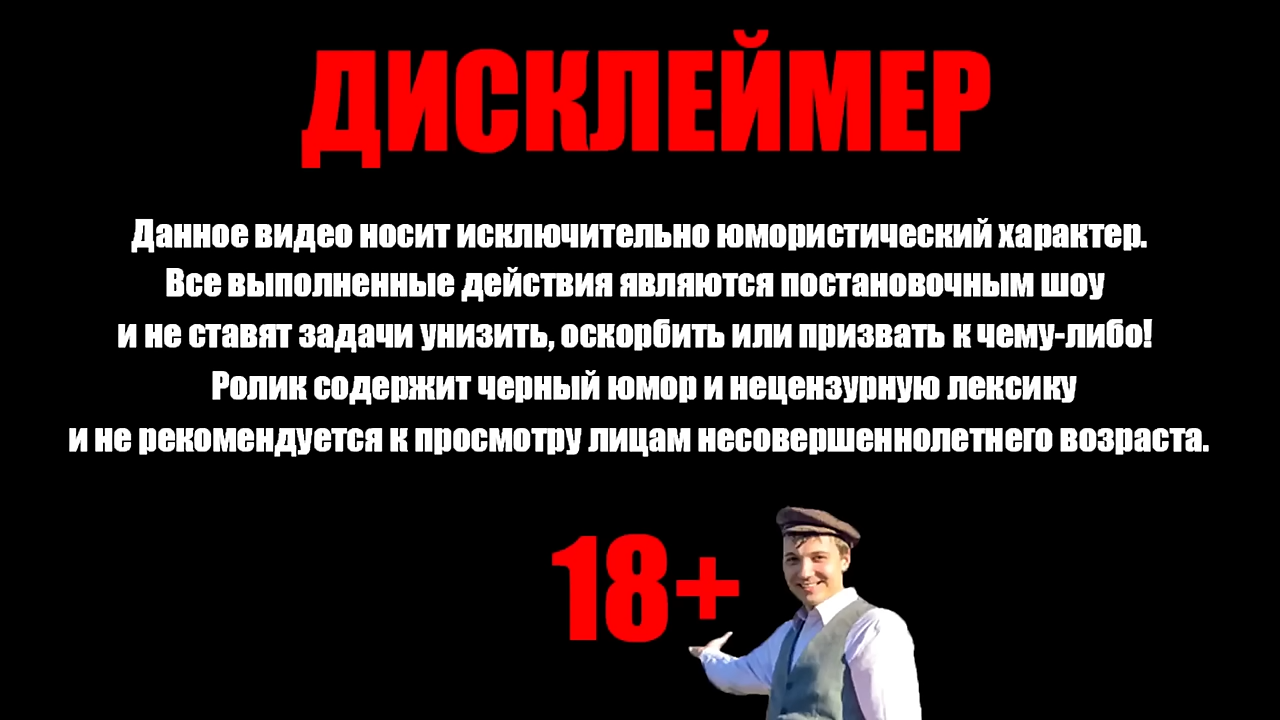 ДИСКЛЕЙМЕР
Данное видео носит исключительно юмористический характер.
Все выполненные действия являются постановочным шоу
и не ставят задачи унизить, оскорбить или призвать к чему-либо!
Ролик содержит черный юмор и нецензурную лексику
и не рекомендуется к просмотру лицам несовершеннолетнего возраста.
18+